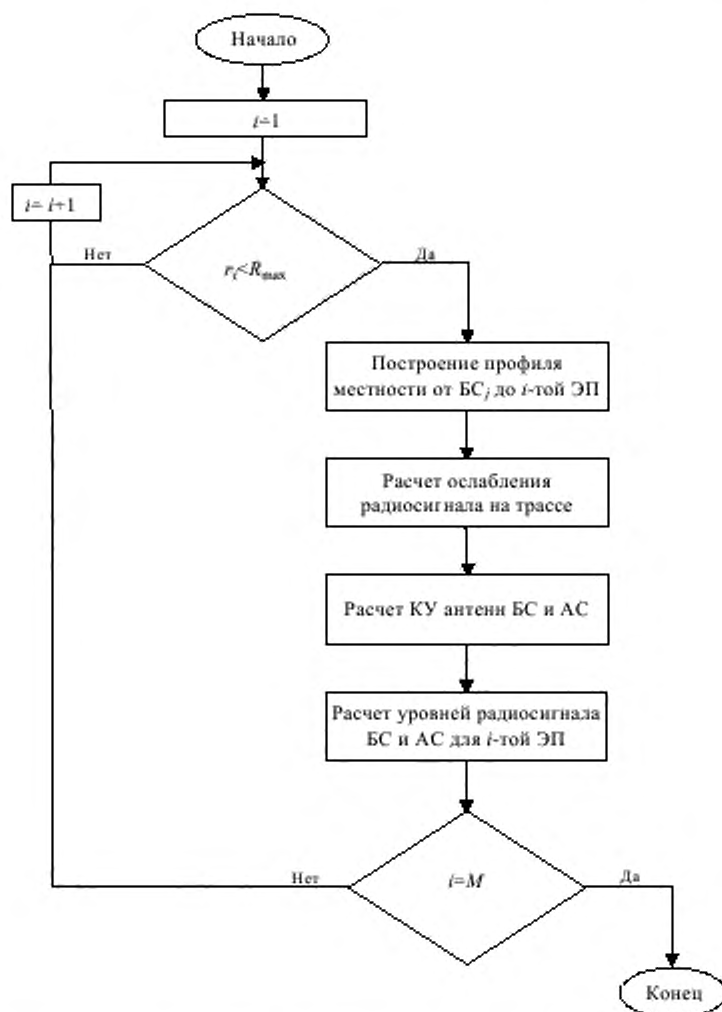 Начало
i=1
i= i+1
Нет
Да
rᵢ<Rmax
Построение профиля
местности от БСⱼ до i-той ЭП
Расчет ослабления
радиосигнала на трассе
Расчет КУ антенн БС и АС
Расчет уровней радиосигнала
БС и АС для i-той ЭП
Нет
i=M
Да
Конец